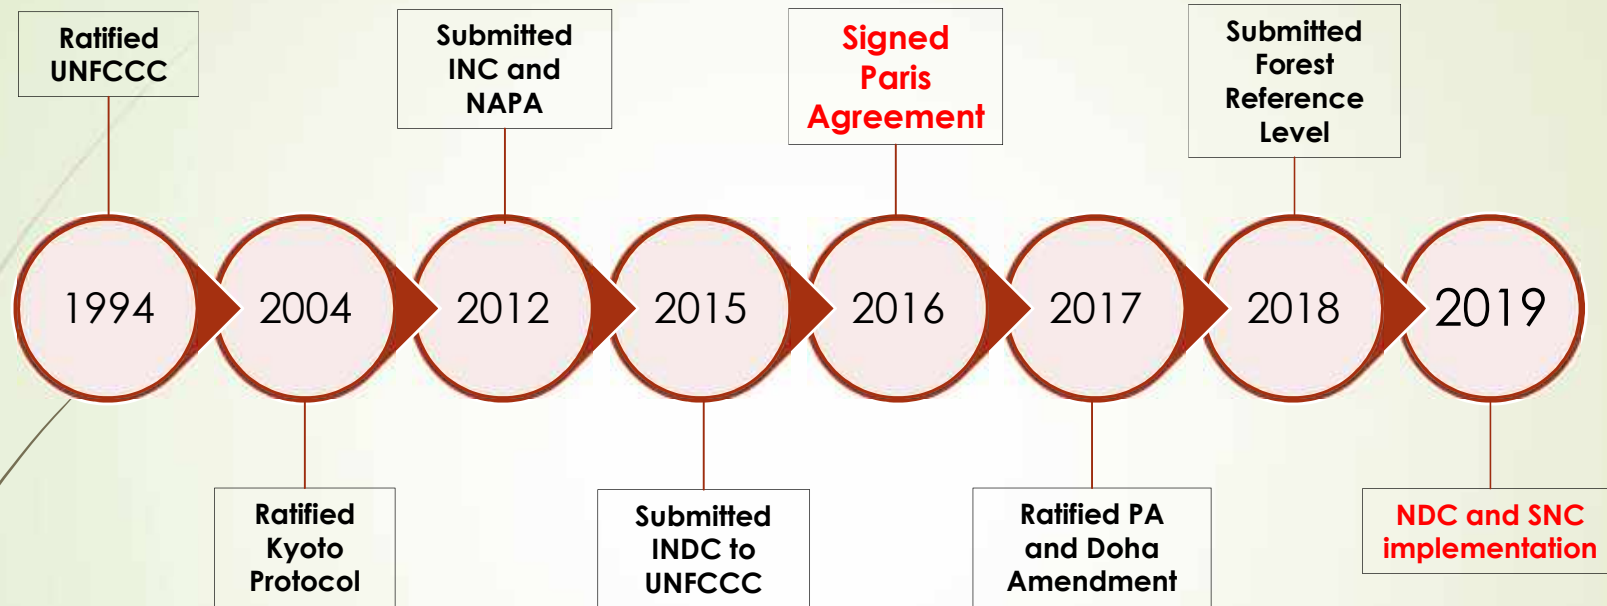 Ratified
UNFCCC
Submitted
INC and
NAPA
Signed
Paris
Agreement
Submitted
Forest
Reference
Level
1994
2004
2012
2015
2016
2017
2018
2019
Ratified
Kyoto
Protocol
Submitted
INDC to
UNFCCC
Ratified PA
and Doha
Amendment
NDC and SNC
implementation